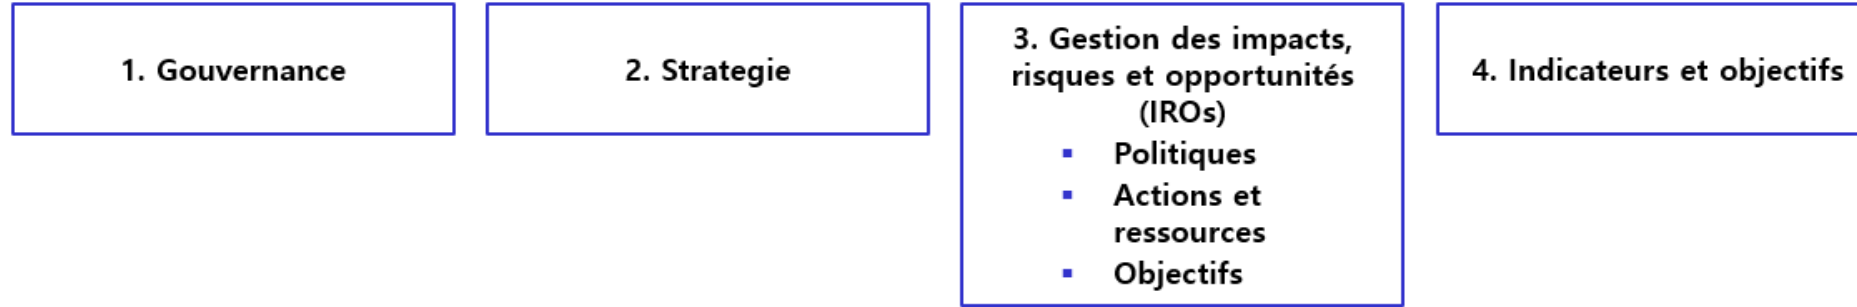 1. Gouvernance
2. Strategie
3. Gestion des impacts,
risques et opportunités
(IROs)
▪ Politiques
▪ Actions et
ressources
▪ Objectifs
4. Indicateurs et objectifs